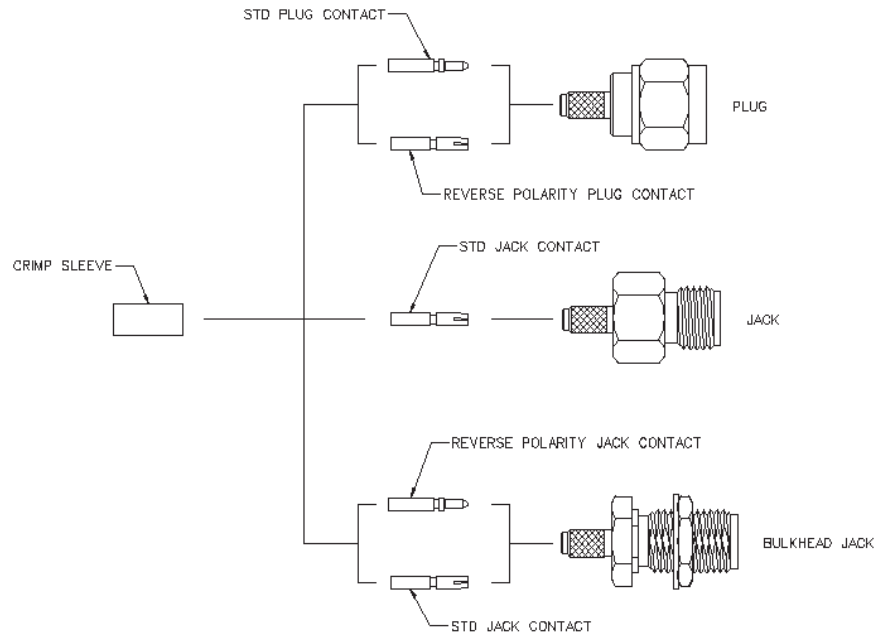 STD PLUG CONTACT
PLUG
REVERSE POLARITY PLUG CONTACT
STD JACK CONTACT
CRIMP SLEEVE
JACK
REVERSE POLARITY JACK CONTACT
BULKHEAD JACK
STD JACK CONTACT